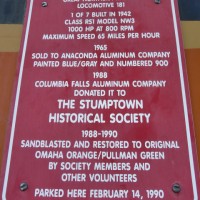 LOCOMOTIVE 181
1 OF 7 BUILT IN 1942
CLASS RS1 MODEL NW3
1000 HP AT 800 RPM
MAXIMUM SPEED 65 MILES PER HOUR
1965
SOLD TO ANACONDA ALUMINUM COMPANY
PAINTED BLUE/GRAY AND NUMBERED 900
1988
COLUMBIA FALLS ALUMINUM COMPANY
DONATED IT TO
THE STUMPTOWN
HISTORICAL SOCIETY
1988-1990
SANDBLASTED AND RESTORED TO ORIGINAL
OMAHA ORANGE/PULLMAN GREEN
BY SOCIETY MEMBERS AND
OTHER VOLUNTEERS
PARKED HERE FEBRUARY 14, 1990